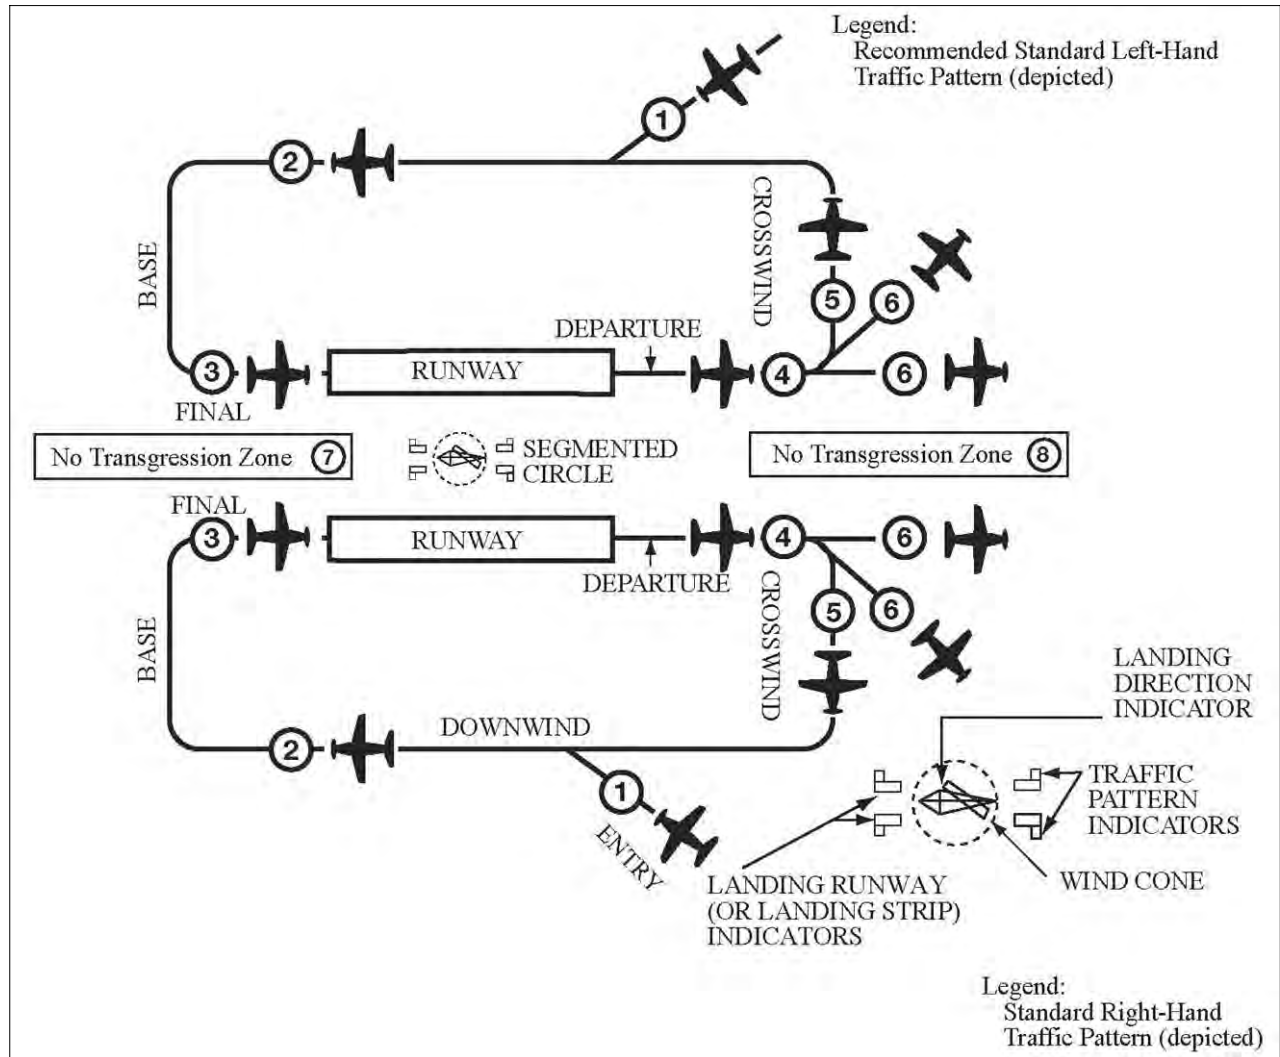 Legend:
Recommended Standard Left-Hand
Traffic Pattern (depicted)
1
2
CROSSWIND
BASE
5
6
DEPARTURE
3
RUNWAY
4
6
FINAL
No Transgression Zone 7
SEGMENTED
CIRCLE
No Transgression Zone 8
FINAL
3
RUNWAY
4
6
DEPARTURE
5
6
BASE
CROSSWIND
LANDING
DIRECTION
INDICATOR
2
DOWNWIND
1
ENTRY
TRAFFIC
PATTERN
INDICATORS
WIND CONE
LANDING RUNWAY
(OR LANDING STRIP)
INDICATORS
Legend:
Standard Right-Hand
Traffic Pattern (depicted)